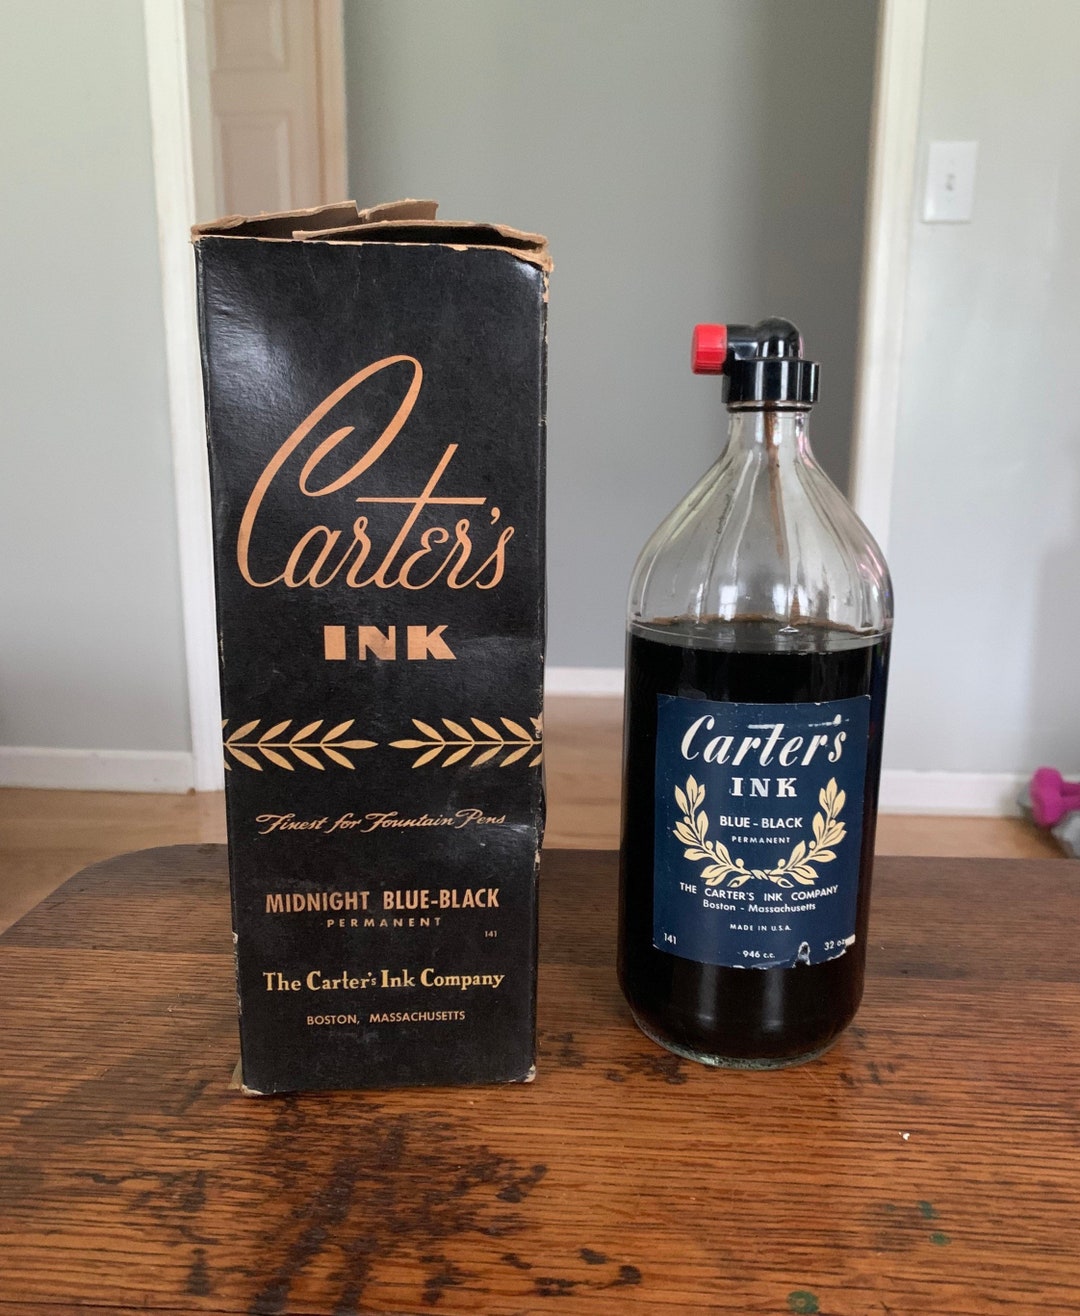 Carter's
INK
Finest for Fountain Pens
MIDNIGHT BLUE-BLACK
PERMANENT
141
The Carter's Ink Company
BOSTON, MASSACHUSETTS
Carter's
INK
BLUE-BLACK
PERMANENT
THE CARTER'S INK COMPANY
Boston - Massachusetts
MADE IN U.S.A.
141
946 c.c.
32 oz